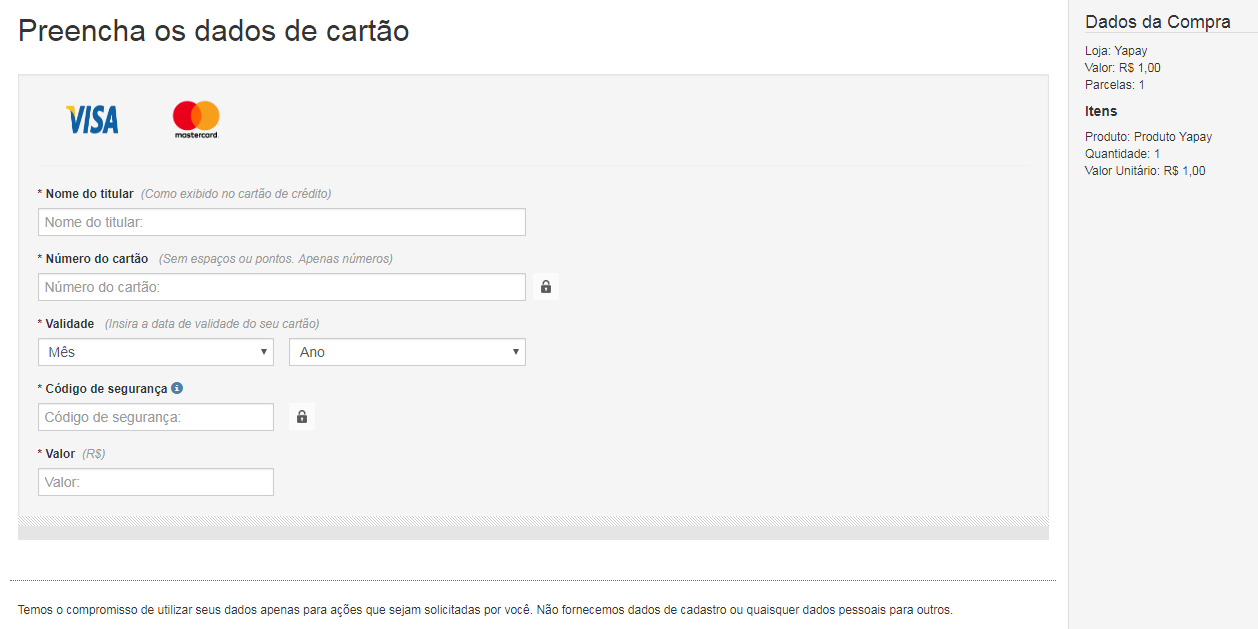 Preencha os dados de cartão
VISA
mastercard.
* Nome do titular (Como exibido no cartão de crédito)
Nome do titular:
* Número do cartão (Sem espaços ou pontos. Apenas números)
Número do cartão:
* Validade (Insira a data de validade do seu cartão)
Mês
Ano
* Código de segurança
Código de segurança:
* Valor (R$)
Valor:
Temos o compromisso de utilizar seus dados apenas para ações que sejam solicitadas por você. Não fornecemos dados de cadastro ou quaisquer dados pessoais para outros.
Dados da Compra
Loja: Yapay
Valor: R$ 1,00
Parcelas: 1
Itens
Produto: Produto Yapay
Quantidade: 1
Valor Unitário: R$ 1,00